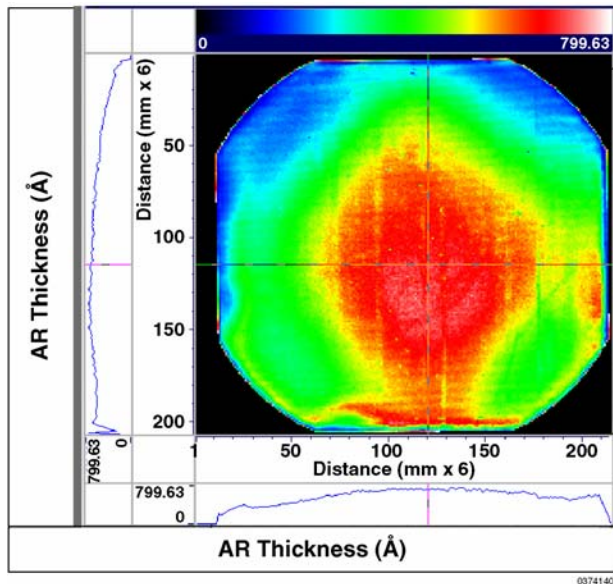 0 799.63
Distance (mm x 6)
50
100
150
200
AR Thickness (Å)
799.63 0
1 50 100 150 200
Distance (mm x 6)
799.63
0
AR Thickness (Å)
0374140